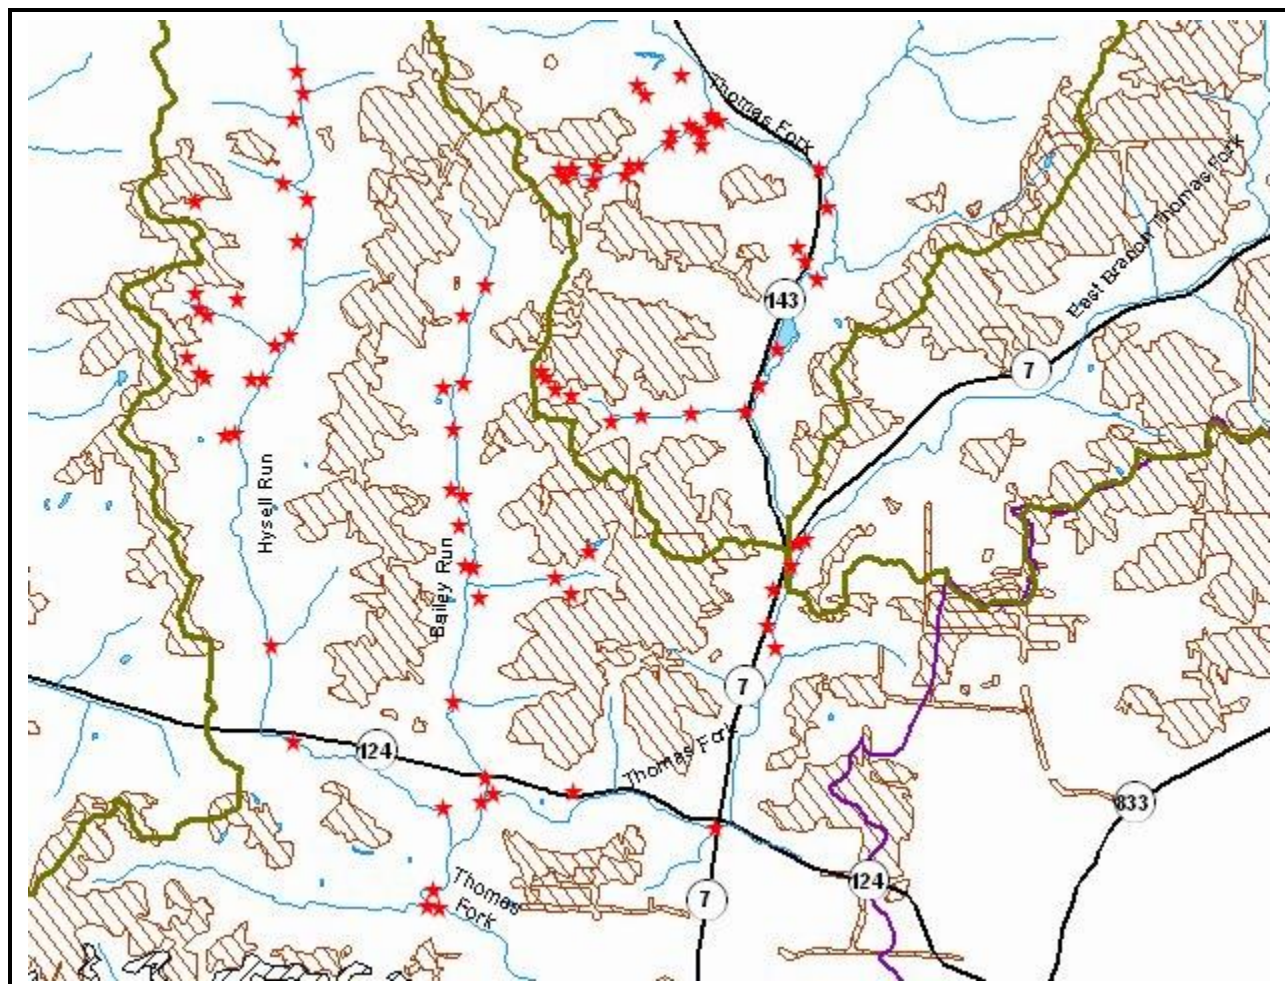 Thomas Fork
East Branch Thomas Fork
143
7
Hysell Run
Bailey Run
7
Thomas Fork
124
833
124
7
Thomas
Fork